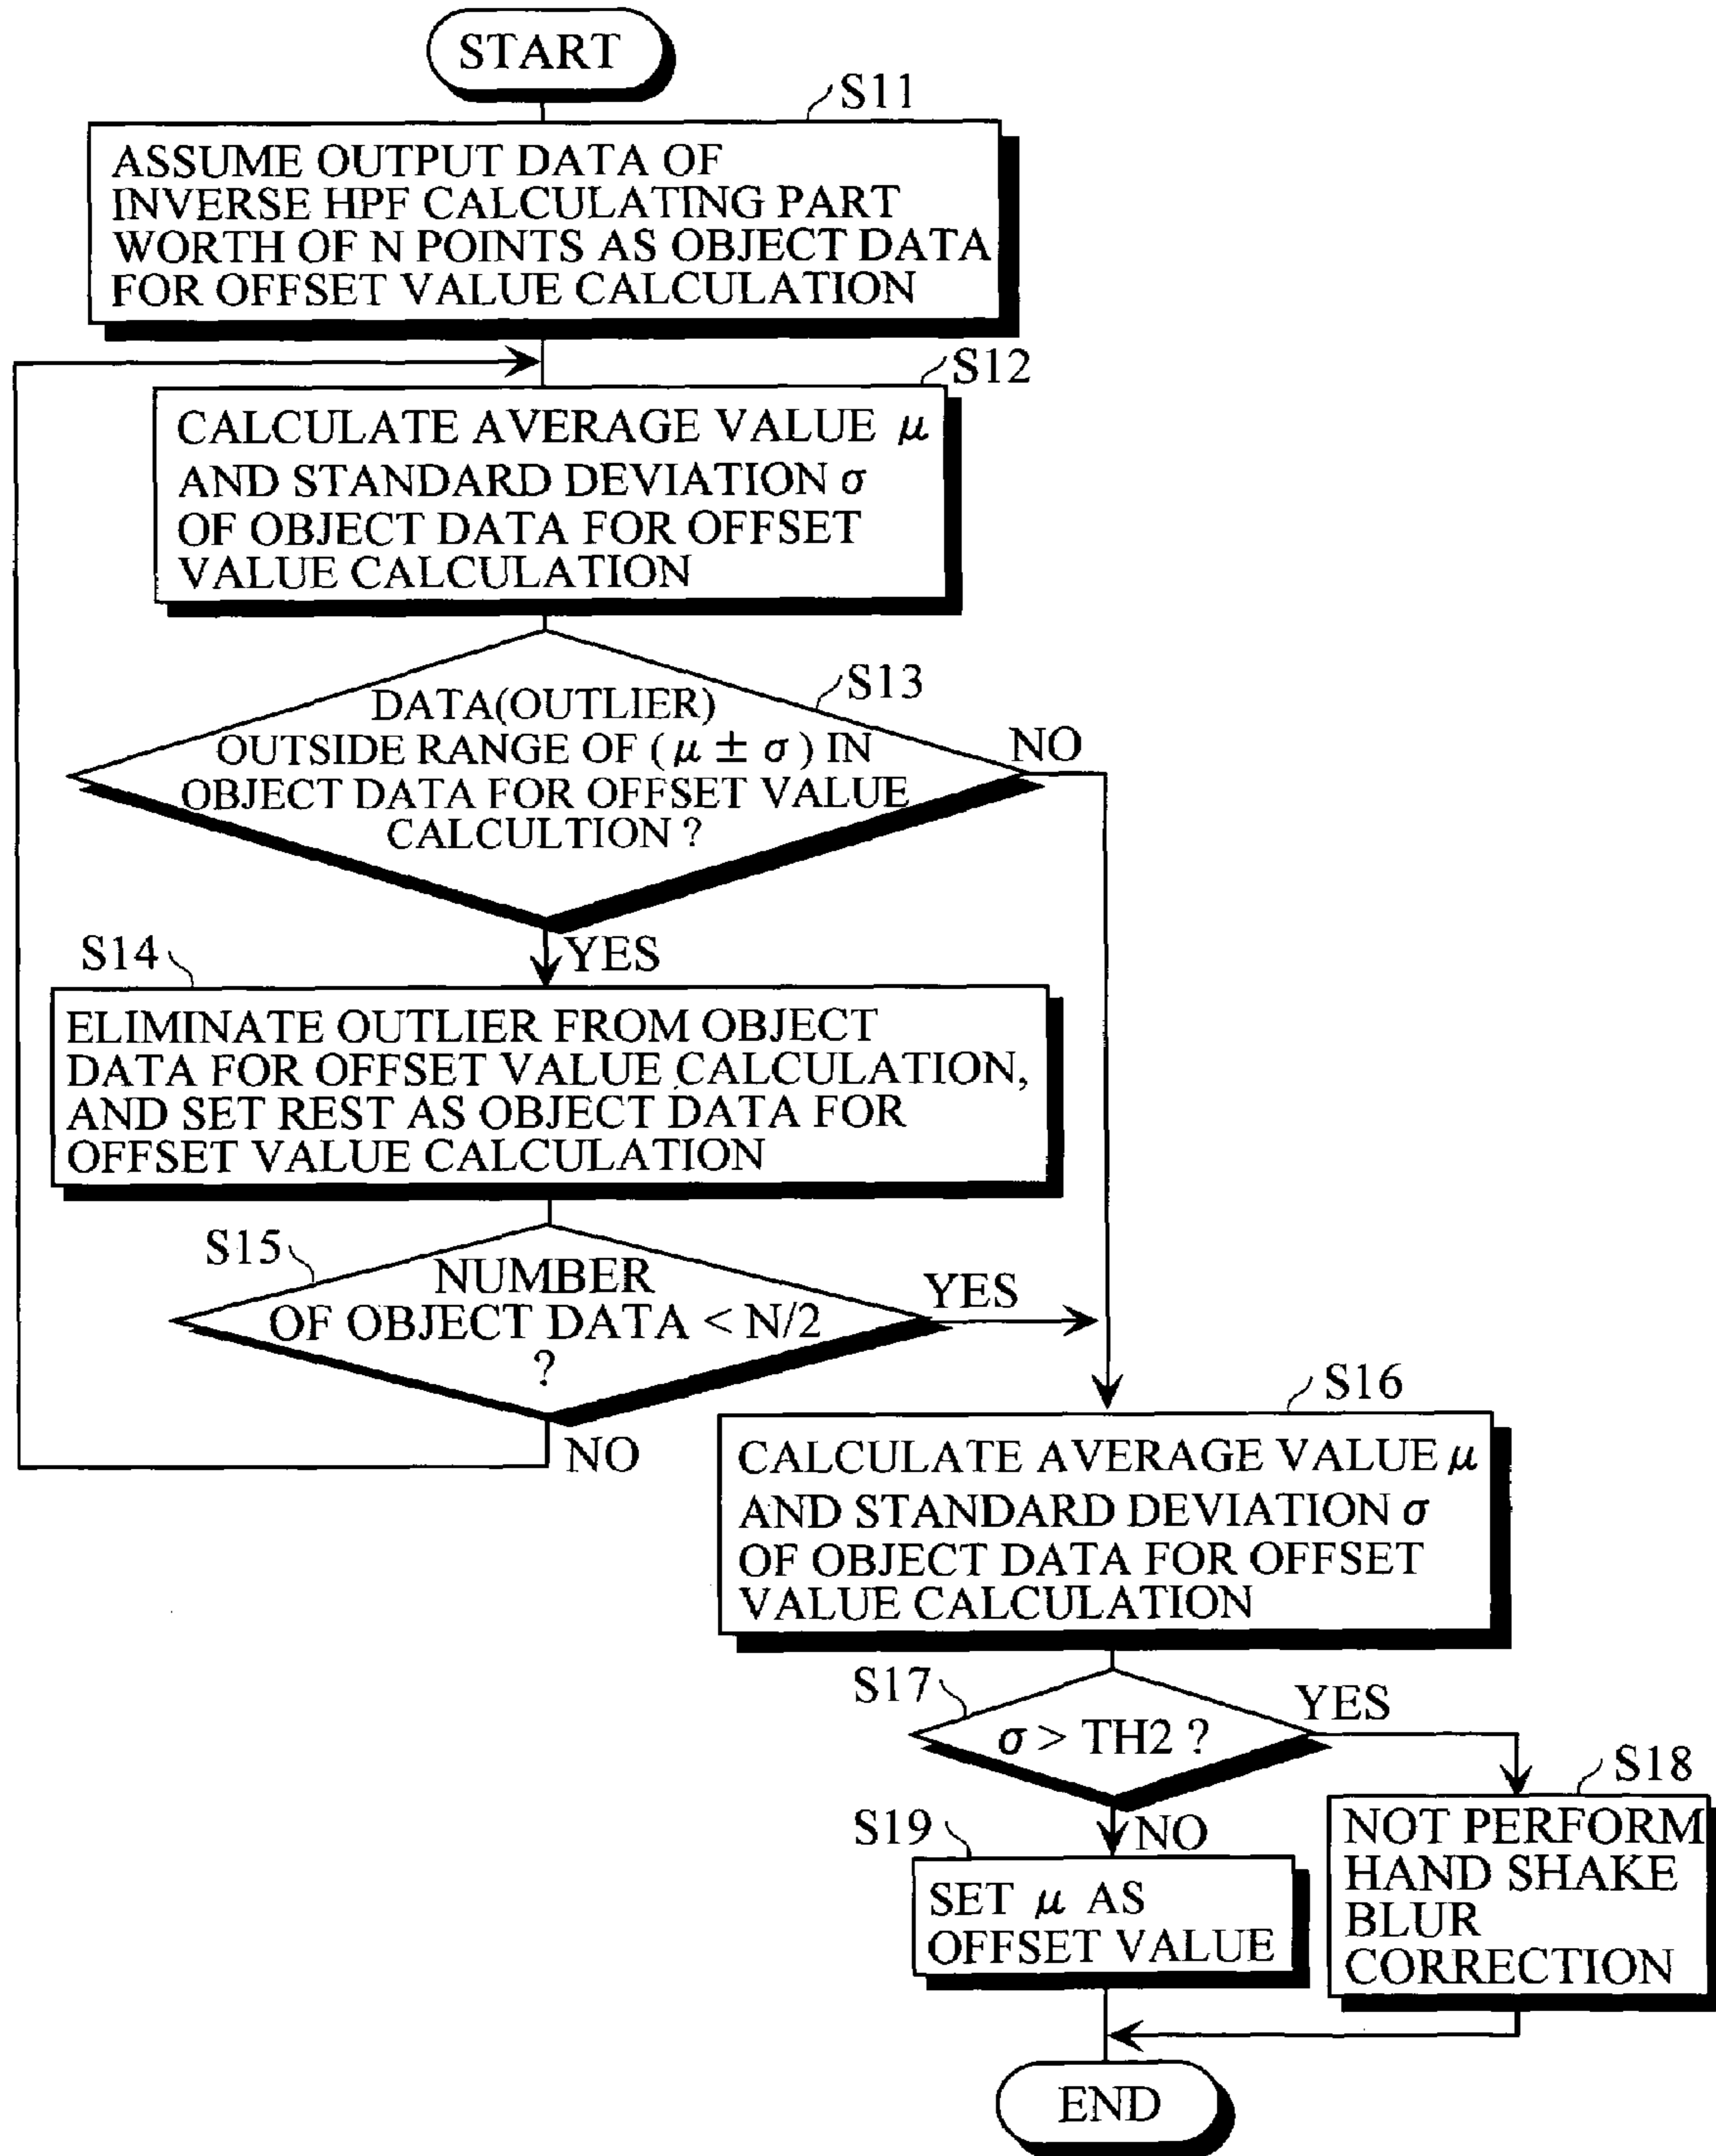 START
S11
ASSUME OUTPUT DATA OF
INVERSE HPF CALCULATING PART
WORTH OF N POINTS AS OBJECT DATA
FOR OFFSET VALUE CALCULATION
S12
CALCULATE AVERAGE VALUE μ
AND STANDARD DEVIATION σ
OF OBJECT DATA FOR OFFSET
VALUE CALCULATION
S13
DATA(OUTLIER)
OUTSIDE RANGE OF ( μ ± σ ) IN
OBJECT DATA FOR OFFSET VALUE
CALCULTION ?
NO
YES
S14
ELIMINATE OUTLIER FROM OBJECT
DATA FOR OFFSET VALUE CALCULATION,
AND SET REST AS OBJECT DATA FOR
OFFSET VALUE CALCULATION
S15
NUMBER
OF OBJECT DATA < N/2
?
YES
NO
S16
CALCULATE AVERAGE VALUE μ
AND STANDARD DEVIATION σ
OF OBJECT DATA FOR OFFSET
VALUE CALCULATION
S17
σ > TH2 ?
YES
NO
S18
NOT PERFORM
HAND SHAKE
BLUR
CORRECTION
S19
SET μ AS
OFFSET VALUE
END